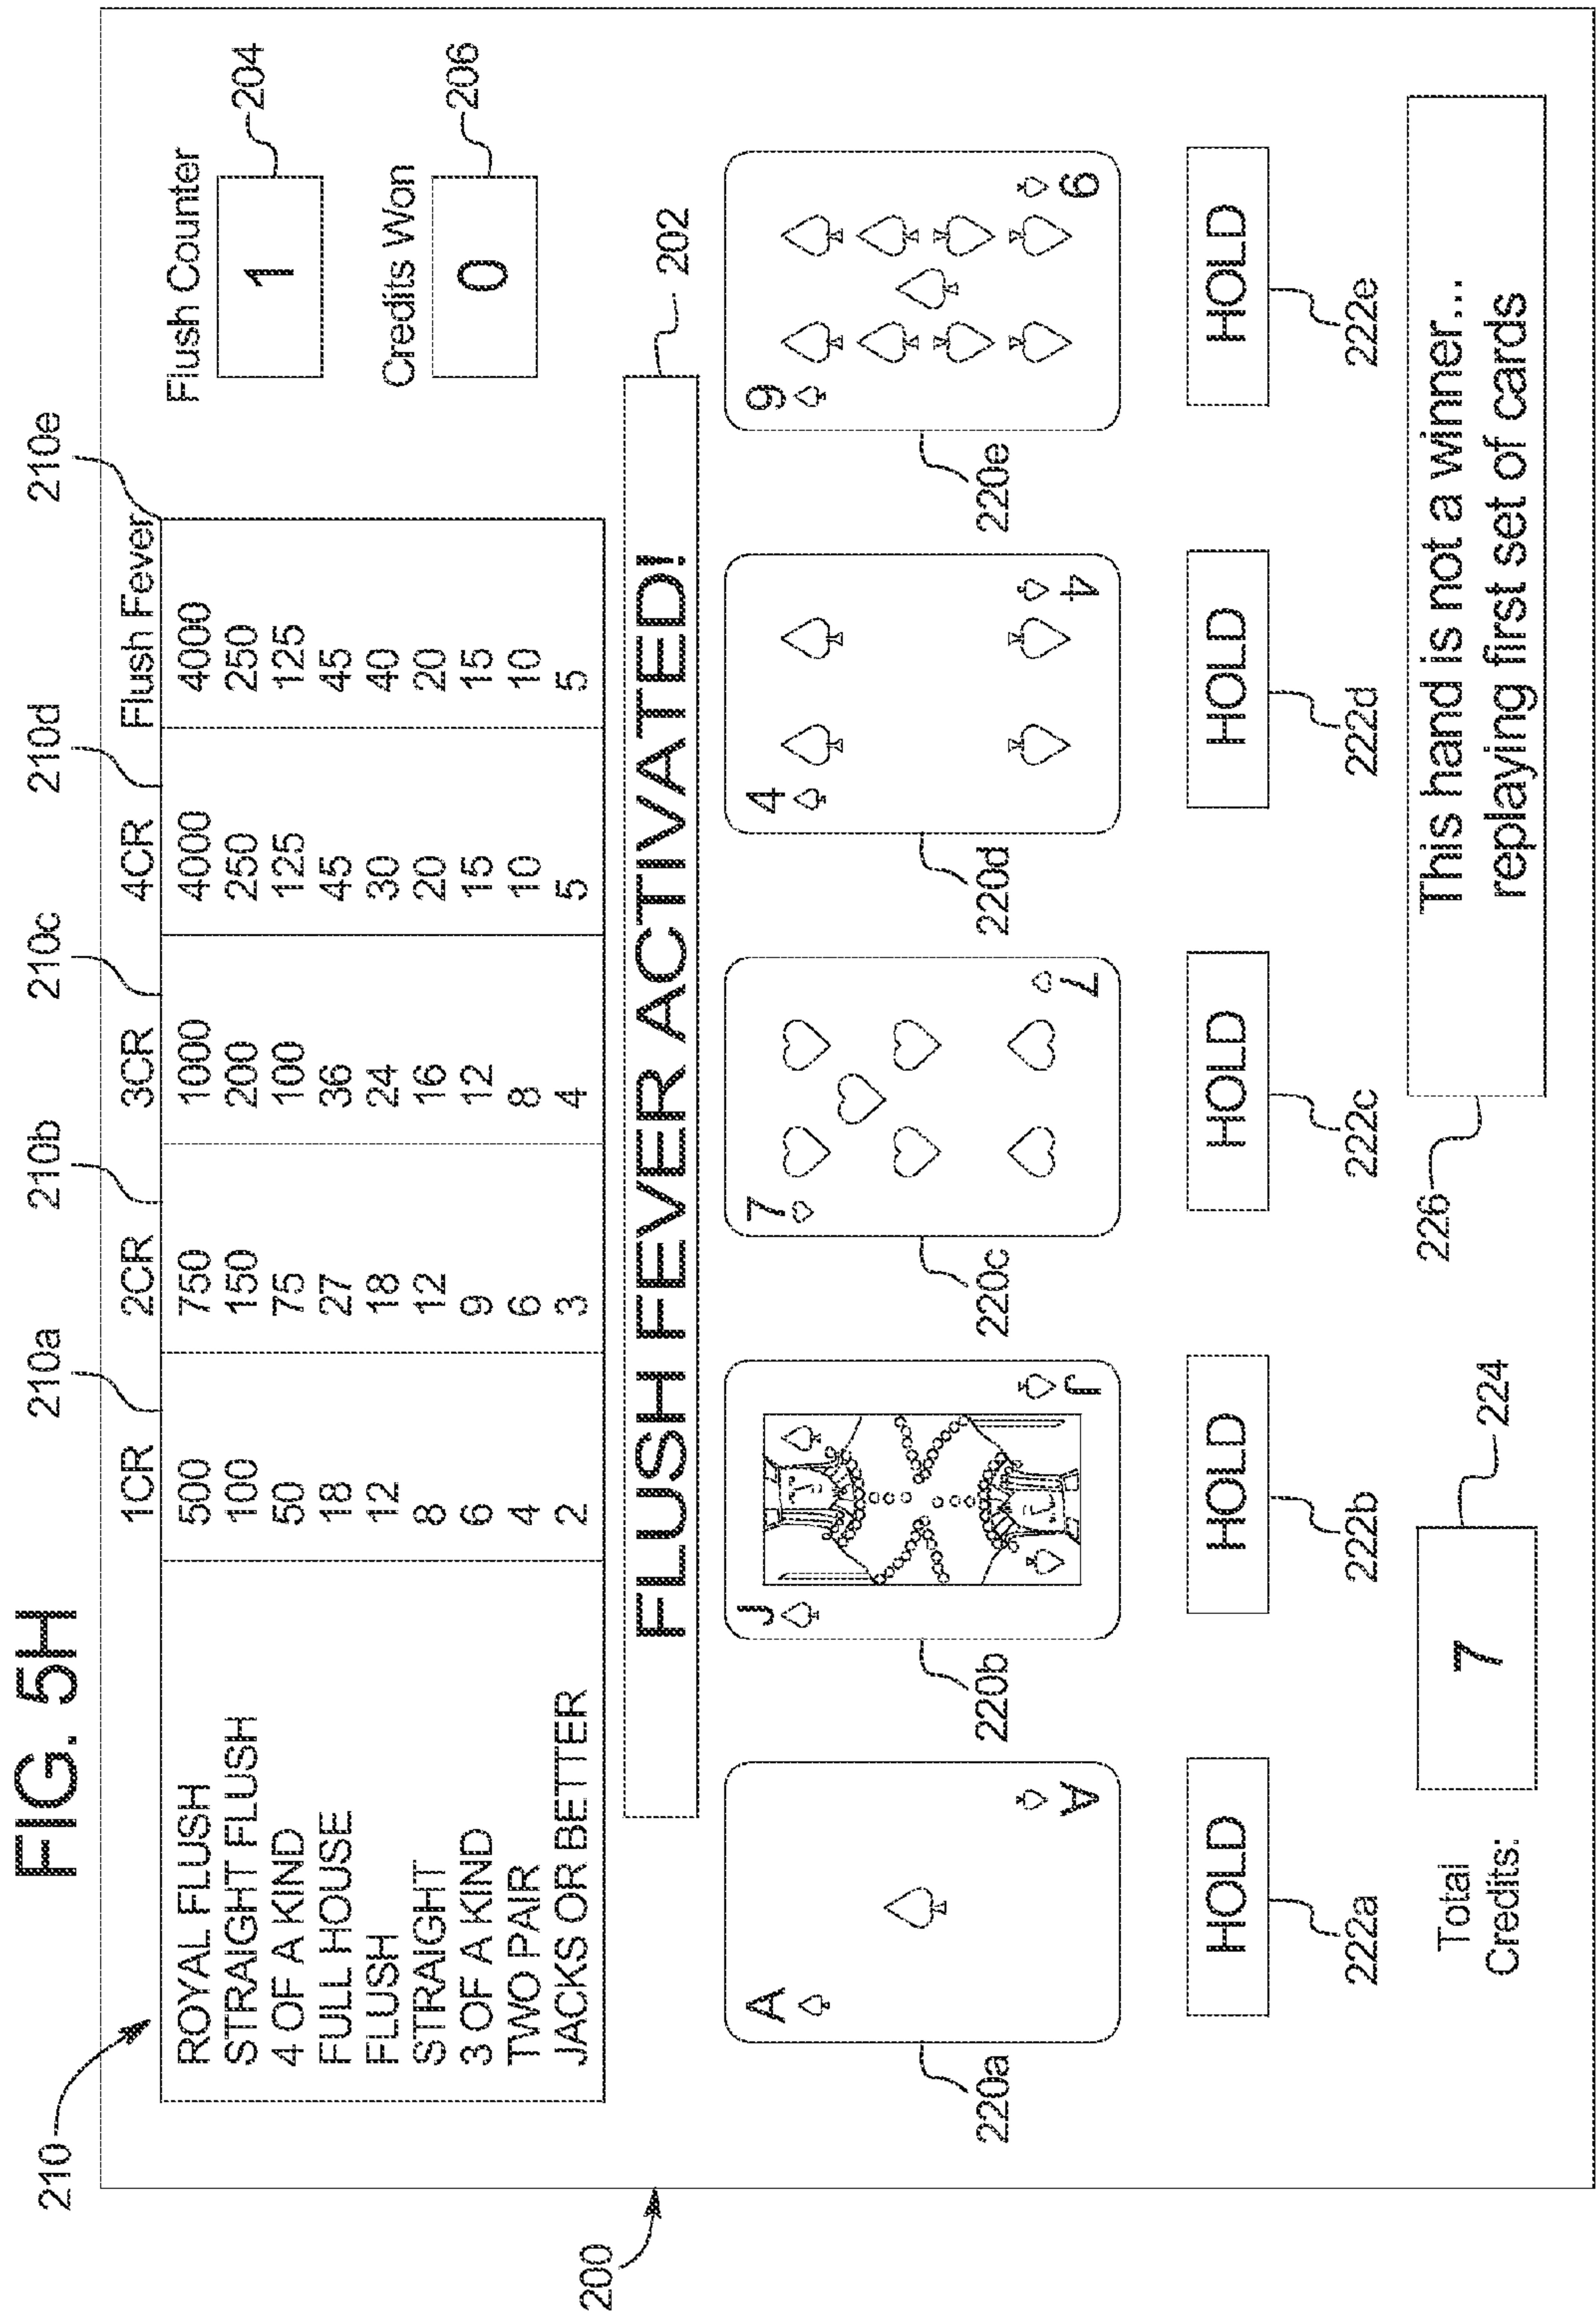 FIG. 5H
210
210a 210b 210c 210d 210e
1CR 2CR 3CR 4CR Flush Fever
ROYAL FLUSH 500 750 1000 4000 4000
STRAIGHT FLUSH 100 150 200 250 250
4 OF A KIND 50 75 100 125 125
FULL HOUSE 18 27 36 45 45
FLUSH 12 18 24 30 40
STRAIGHT 8 12 16 20 20
3 OF A KIND 6 9 12 15 15
TWO PAIR 4 6 8 10 10
JACKS OR BETTER 2 3 4 5 5
Flush Counter
1
204
Credits Won
0
206
200
FLUSH FEVER ACTIVATED!
202
A J 7 4 9
A J 7 4 9
220a 220b 220c 220d 220e
HOLD HOLD HOLD HOLD HOLD
222a 222b 222c 222d 222e
Total
Credits:
7
224
226
This hand is not a winner...
replaying first set of cards